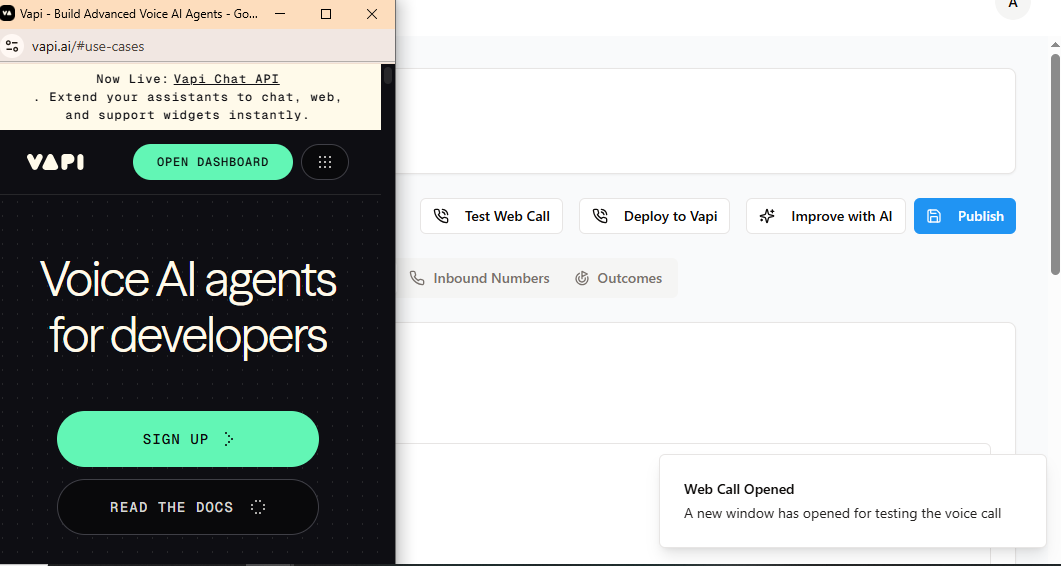 Vapi - Build Advanced Voice AI Agents - Go...
vapi.ai/#use-cases
Now Live: Vapi Chat API
. Extend your assistants to chat, web,
and support widgets instantly.
VAPI
OPEN DASHBOARD
Voice AI agents
for developers
SIGN UP
READ THE DOCS
A
Test Web Call
Deploy to Vapi
Improve with AI
Publish
Inbound Numbers
Outcomes
Web Call Opened
A new window has opened for testing the voice call